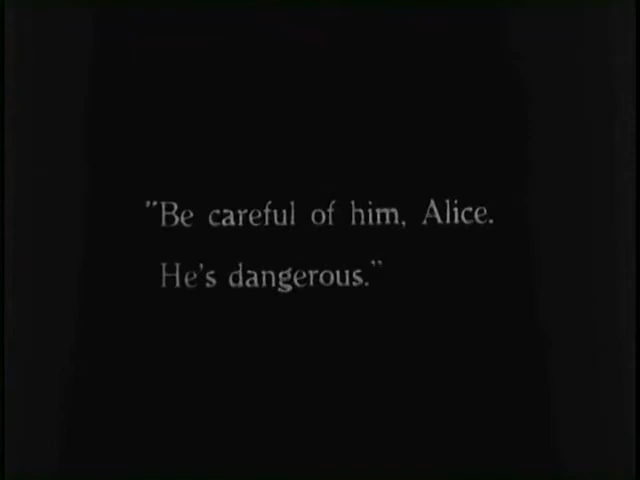 "Be careful of him, Alice.
He's dangerous."